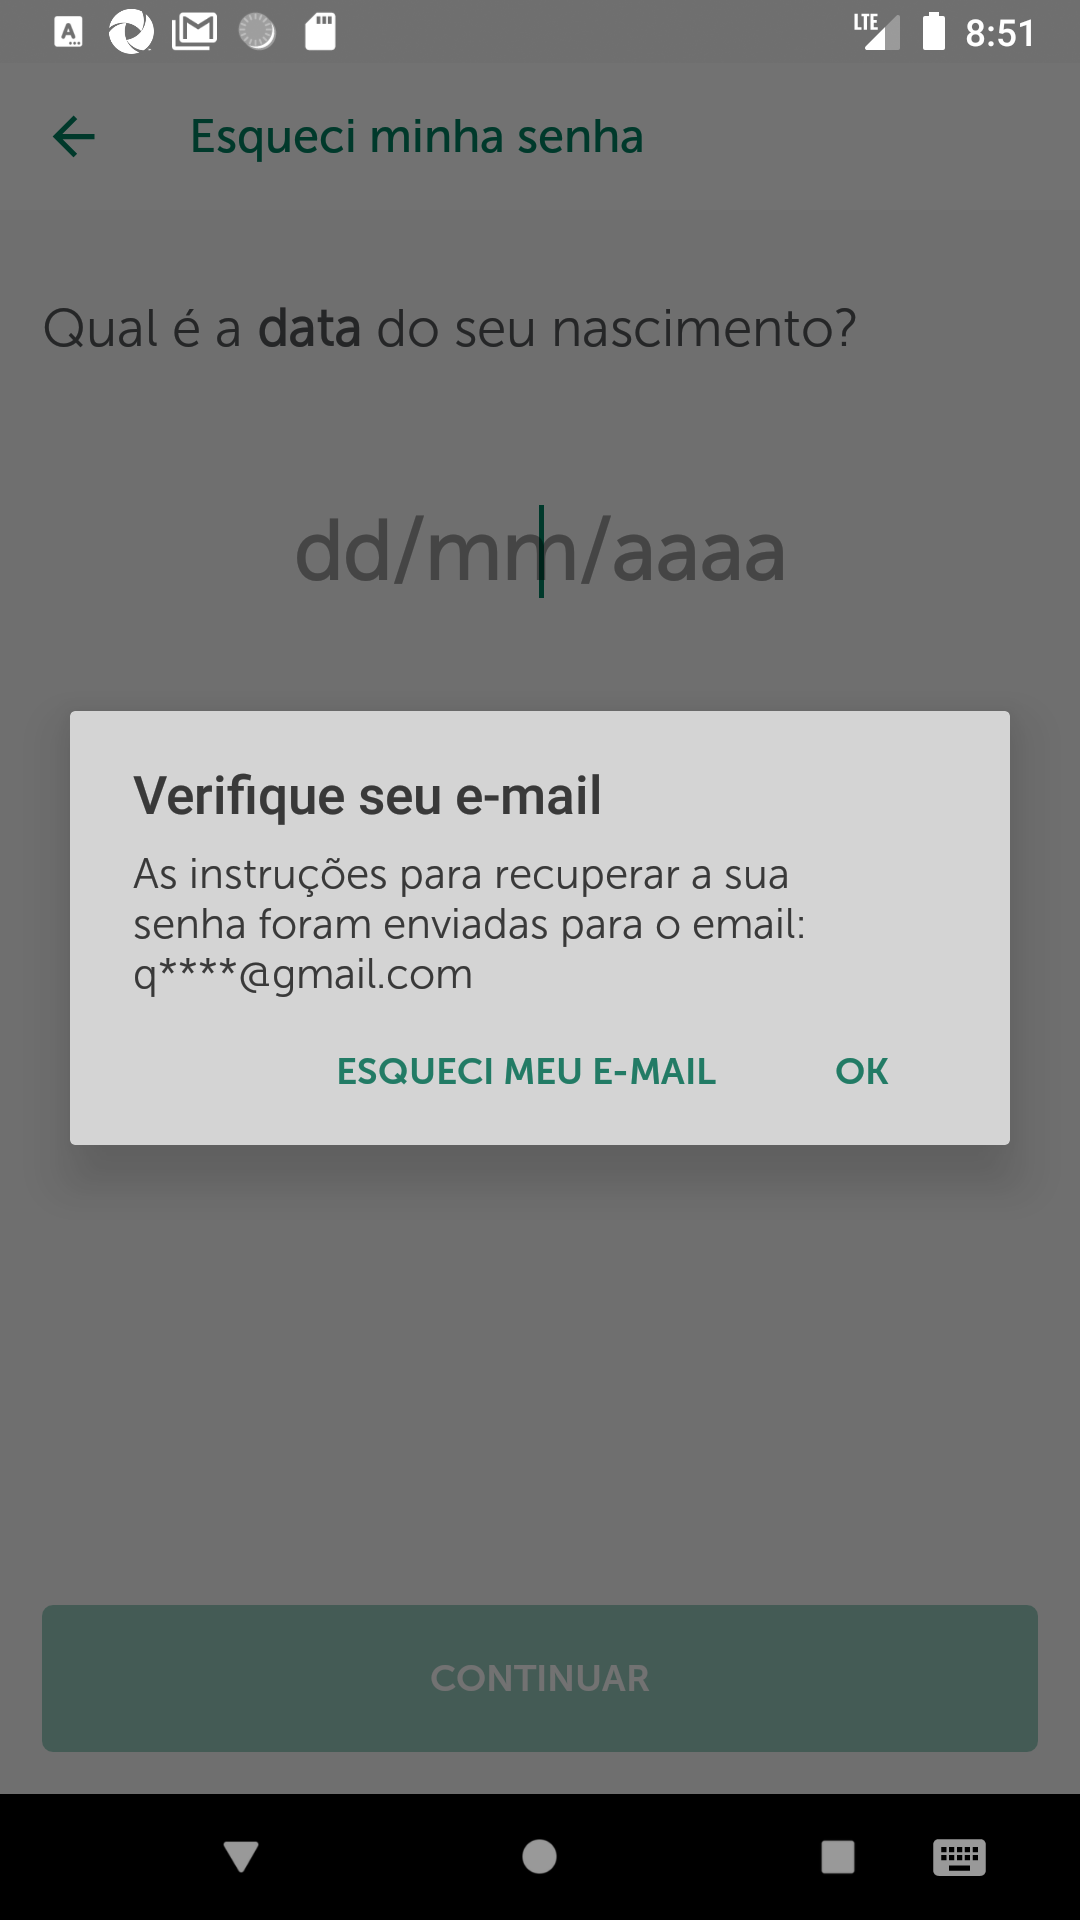 LTE 8:51
Esqueci minha senha
Qual é a data do seu nascimento?
dd/mm/aaaa
Verifique seu e-mail
As instruções para recuperar a sua
senha foram enviadas para o email:
q****@gmail.com
ESQUECI MEU E-MAIL OK
CONTINUAR